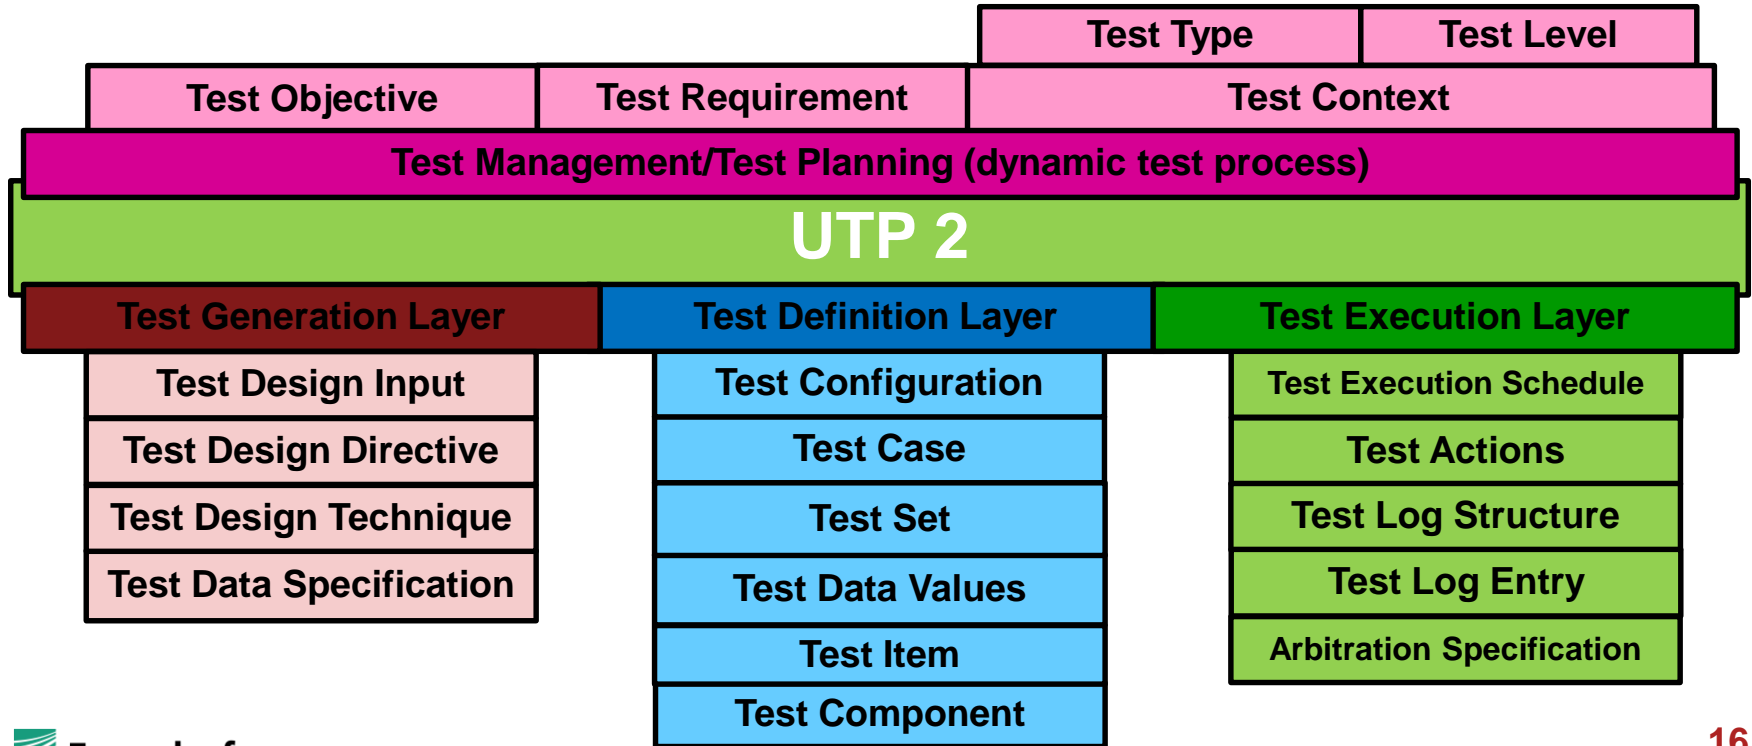 Test Type
Test Level
Test Objective
Test Requirement
Test Context
Test Management/Test Planning (dynamic test process)
UTP 2
Test Generation Layer
Test Definition Layer
Test Execution Layer
Test Design Input
Test Design Directive
Test Design Technique
Test Data Specification
Test Configuration
Test Case
Test Set
Test Data Values
Test Item
Test Component
Test Execution Schedule
Test Actions
Test Log Structure
Test Log Entry
Arbitration Specification
16